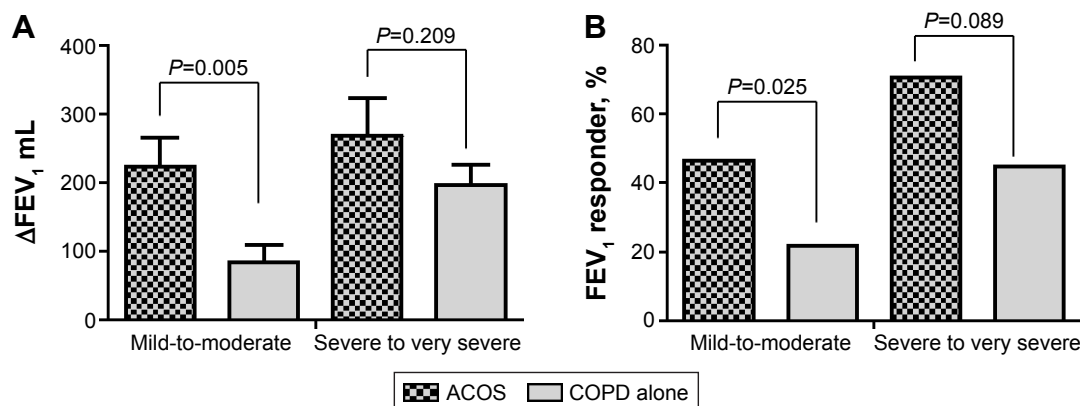 A
ΔFEV1 mL
400
300
200
100
0
P=0.005
P=0.209
Mild-to-moderate
Severe to very severe
B
FEV1 responder, %
80
60
40
20
0
P=0.025
P=0.089
Mild-to-moderate
Severe to very severe
ACOS
COPD alone